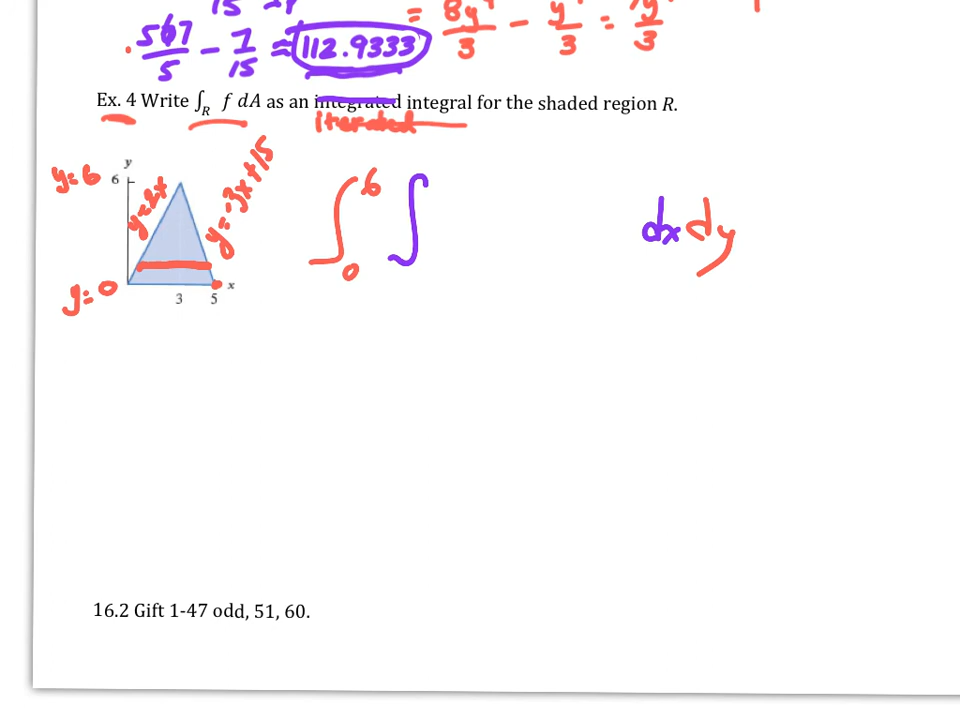 15
= 8y - y = 7y
3 3 3
. 567/5 - 7/15 ≈ 112.9333
Ex. 4 Write ∫R f dA as an integrated integral for the shaded region R.
iterated
y
y=6 6 y=2x y=-3x+15
∫ 6 0 ∫ dx dy
y=0 x
3 5
16.2 Gift 1-47 odd, 51, 60.